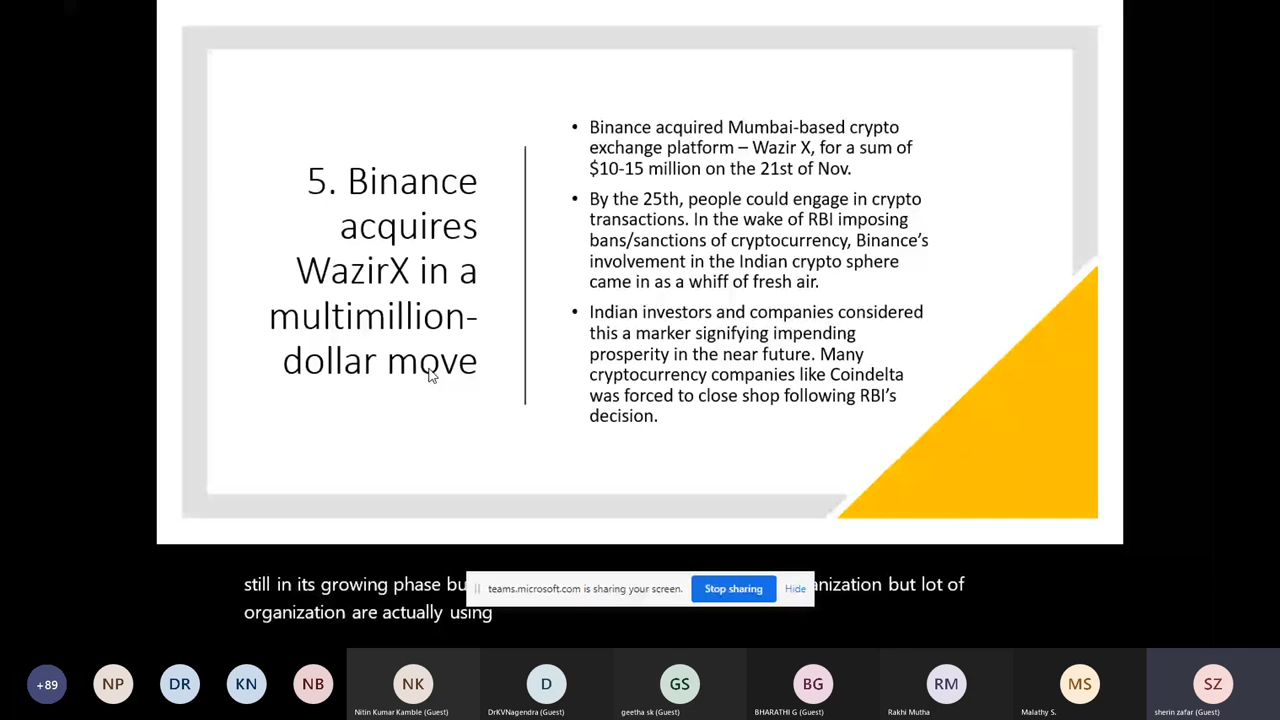 5. Binance
acquires
WazirX in a
multimillion-
dollar move
• Binance acquired Mumbai-based crypto
exchange platform – Wazir X, for a sum of
$10-15 million on the 21st of Nov.
• By the 25th, people could engage in crypto
transactions. In the wake of RBI imposing
bans/sanctions of cryptocurrency, Binance’s
involvement in the Indian crypto sphere
came in as a whiff of fresh air.
• Indian investors and companies considered
this a marker signifying impending
prosperity in the near future. Many
cryptocurrency companies like Coindelta
was forced to close shop following RBI’s
decision.
still in its growing phase but lot of
teams.microsoft.com is sharing your screen. Stop sharing Hide
organization are actually using
+89 NP DR KN NB NK D GS BG RM MS SZ
Nitin Kumar Kamble (Guest) DrKVNagendra (Guest) geetha sk (Guest) BHARATHI G (Guest) Rakhi Mutha Malathy S. sherin zafar (Guest)